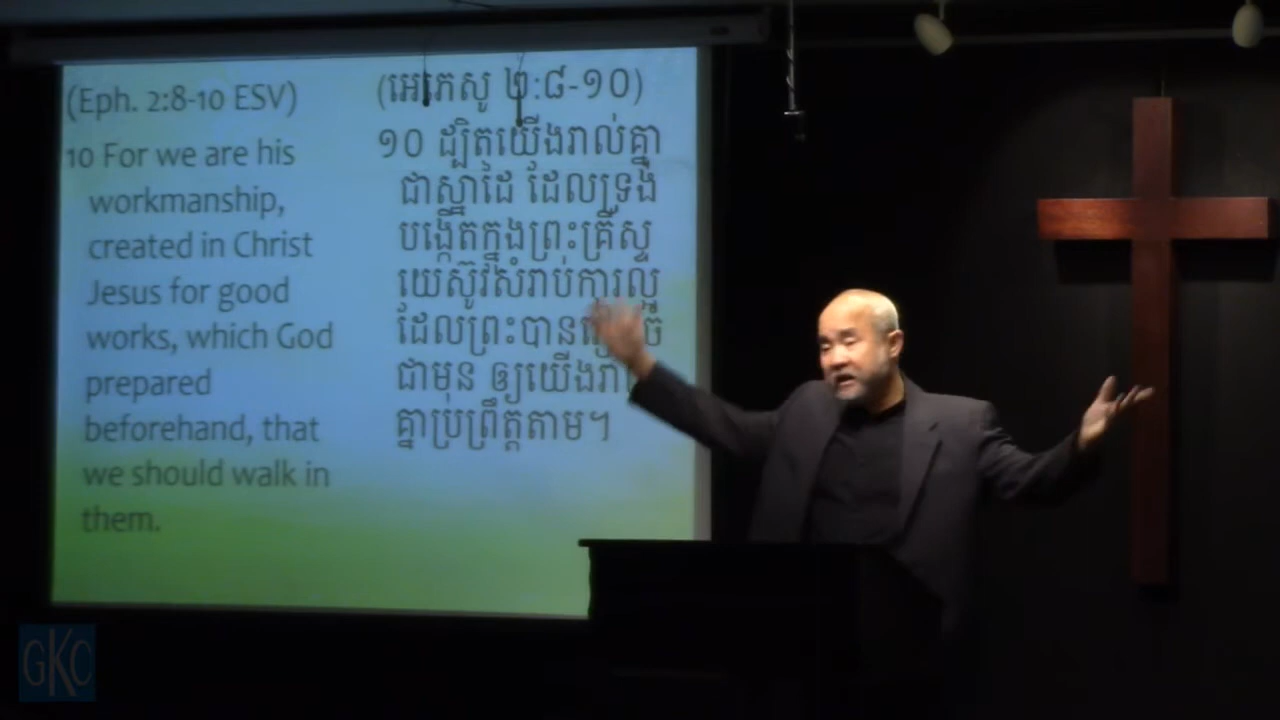 (Eph. 2:8-10 ESV)
10 For we are his
workmanship,
created in Christ
Jesus for good
works, which God
prepared
beforehand, that
we should walk in
them.
(អេភេសូ ២:៨-១០)
១០ ដ្បិតយើងរាល់គ្នា
ជាស្នាដៃ ដែលទ្រង់
បង្កើតក្នុងព្រះគ្រីស្ទ
យេស៊ូវសំរាប់ការល្អ
ដែលព្រះបាន
ជាមុន ឲ្យយើង
គ្នាប្រព្រឹត្តតាម។
GKC